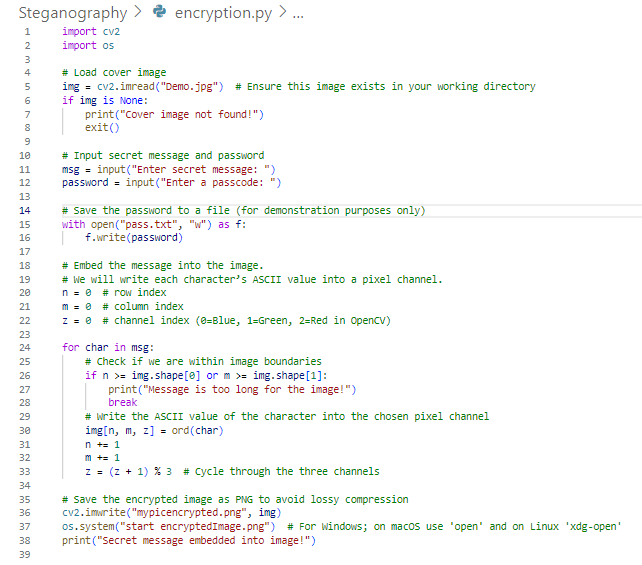 Steganography > encryption.py > ...
1 import cv2
2 import os
3
4 # Load cover image
5 img = cv2.imread("Demo.jpg")  # Ensure this image exists in your working directory
6 if img is None:
7     print("Cover image not found!")
8     exit()
9
10 # Input secret message and password
11 msg = input("Enter secret message: ")
12 password = input("Enter a passcode: ")
13
14 # Save the password to a file (for demonstration purposes only)
15 with open("pass.txt", "w") as f:
16     f.write(password)
17
18 # Embed the message into the image.
19 # We will write each character's ASCII value into a pixel channel.
20 n = 0  # row index
21 m = 0  # column index
22 z = 0  # channel index (0=Blue, 1=Green, 2=Red in OpenCV)
23
24 for char in msg:
25     # Check if we are within image boundaries
26     if n >= img.shape[0] or m >= img.shape[1]:
27         print("Message is too long for the image!")
28         break
29     # Write the ASCII value of the character into the chosen pixel channel
30     img[n, m, z] = ord(char)
31     n += 1
32     m += 1
33     z = (z + 1) % 3  # Cycle through the three channels
34
35 # Save the encrypted image as PNG to avoid lossy compression
36 cv2.imwrite("mypicencrypted.png", img)
37 os.system("start encryptedImage.png")  # For Windows; on macOS use 'open' and on Linux 'xdg-open'
38 print("Secret message embedded into image!")
39